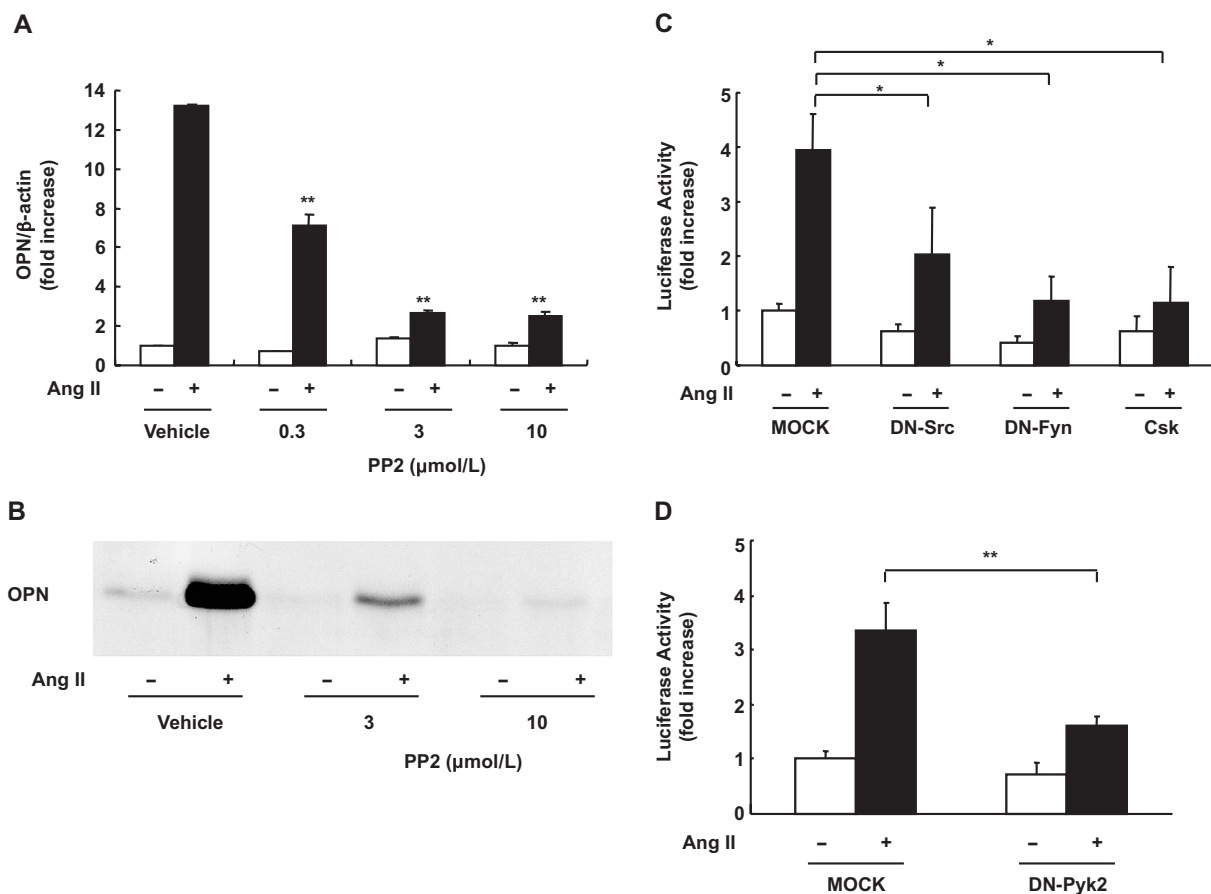 A
OPN/β-actin
(fold increase)
14
12
10
8
6
4
2
0
** ** **
Ang II − + − + − + − +
Vehicle 0.3 3 10
PP2 (µmol/L)
B
OPN
Ang II − + − + − +
Vehicle 3 10
PP2 (µmol/L)
C
Luciferase Activity
(fold increase)
5
4
3
2
1
0
*
*
*
Ang II − + − + − + − +
MOCK DN-Src DN-Fyn Csk
D
Luciferase Activity
(fold increase)
5
4
3
2
1
0
**
Ang II − + − +
MOCK DN-Pyk2